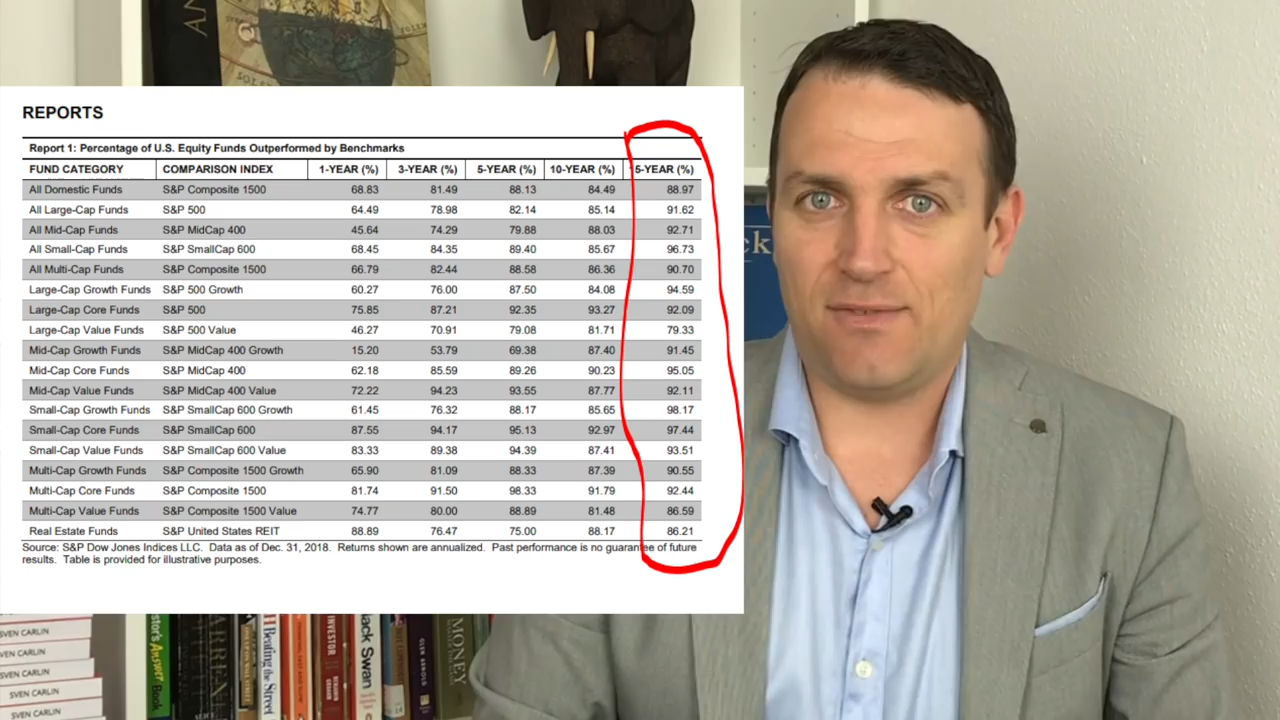 AN
REPORTS
Report 1: Percentage of U.S. Equity Funds Outperformed by Benchmarks
FUND CATEGORY COMPARISON INDEX 1-YEAR (%) 3-YEAR (%) 5-YEAR (%) 10-YEAR (%) 15-YEAR (%)
All Domestic Funds S&P Composite 1500 68.83 81.49 88.13 84.49 88.97
All Large-Cap Funds S&P 500 64.49 78.98 82.14 85.14 91.62
All Mid-Cap Funds S&P MidCap 400 45.64 74.29 79.88 88.03 92.71
All Small-Cap Funds S&P SmallCap 600 68.45 84.35 89.40 85.67 96.73
All Multi-Cap Funds S&P Composite 1500 66.79 82.44 88.58 86.36 90.70
Large-Cap Growth Funds S&P 500 Growth 60.27 76.00 87.50 84.08 94.59
Large-Cap Core Funds S&P 500 75.85 87.21 92.35 93.27 92.09
Large-Cap Value Funds S&P 500 Value 46.27 70.91 79.08 81.71 79.33
Mid-Cap Growth Funds S&P MidCap 400 Growth 15.20 53.79 69.38 87.40 91.45
Mid-Cap Core Funds S&P MidCap 400 62.18 85.59 89.26 90.23 95.05
Mid-Cap Value Funds S&P MidCap 400 Value 72.22 94.23 93.55 87.77 92.11
Small-Cap Growth Funds S&P SmallCap 600 Growth 61.45 76.32 88.17 85.65 98.17
Small-Cap Core Funds S&P SmallCap 600 87.55 94.17 95.13 92.97 97.44
Small-Cap Value Funds S&P SmallCap 600 Value 83.33 89.38 94.39 87.41 93.51
Multi-Cap Growth Funds S&P Composite 1500 Growth 65.90 81.09 88.33 87.39 90.55
Multi-Cap Core Funds S&P Composite 1500 81.74 91.50 98.33 91.79 92.44
Multi-Cap Value Funds S&P Composite 1500 Value 74.77 80.00 88.89 81.48 86.59
Real Estate Funds S&P United States REIT 88.89 76.47 75.00 88.17 86.21
Source: S&P Dow Jones Indices LLC. Data as of Dec. 31, 2018. Returns shown are annualized. Past performance is no guarantee of future
results. Table is provided for illustrative purposes.
ck
SVEN CARLIN
SVEN CARLIN
SVEN CARLIN
SVEN CARLIN
SVEN CARLIN
stor's Answer Book
Beating the Street
INVESTOR
ack Swan
GLEN ARNOLD
MONEY